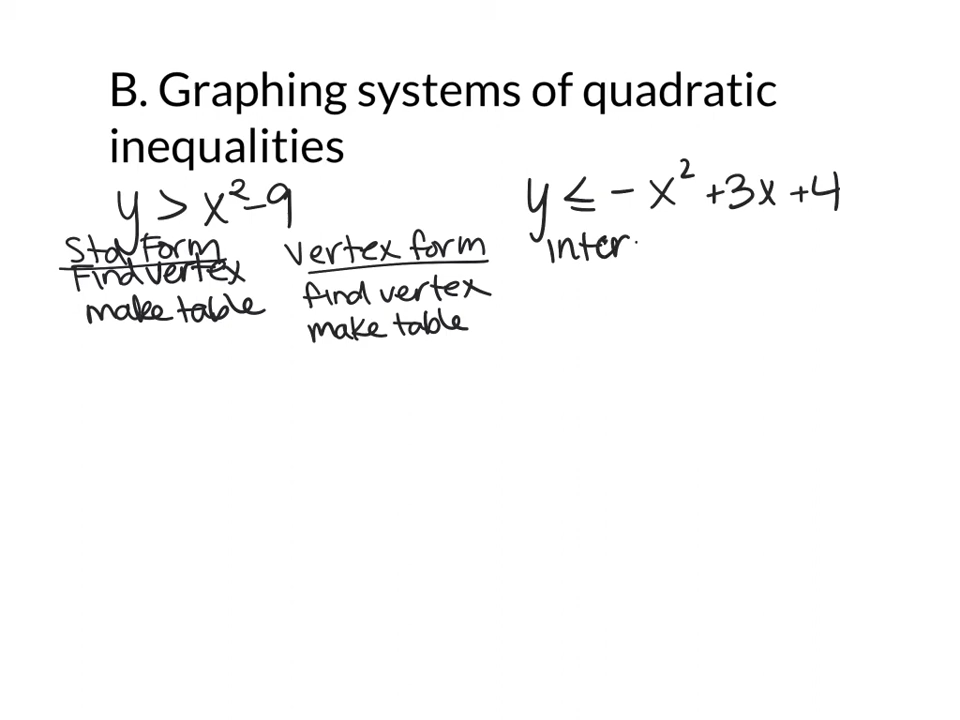 B. Graphing systems of quadratic
inequalities
y > x²-9
y ≤ - x² +3x +4
Std Form
Find vertex
make table
vertex form
find vertex
make table
inter